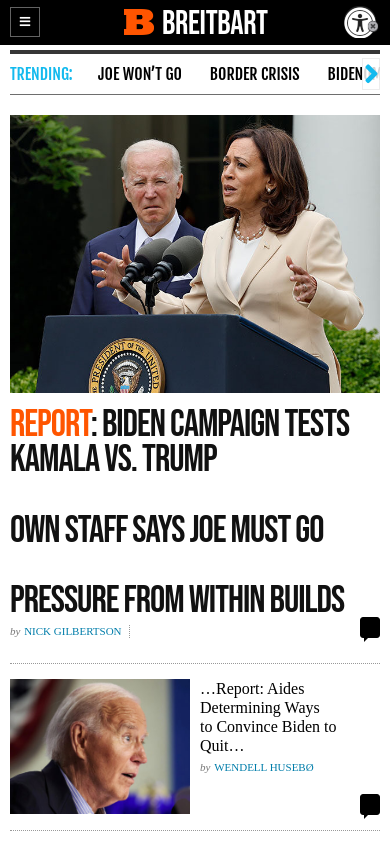 BREITBART
TRENDING:
JOE WON'T GO
BORDER CRISIS
BIDEN
REPORT: BIDEN CAMPAIGN TESTS
KAMALA VS. TRUMP
OWN STAFF SAYS JOE MUST GO
PRESSURE FROM WITHIN BUILDS
by NICK GILBERTSON
…Report: Aides
Determining Ways
to Convince Biden to
Quit…
by WENDELL HUSEBØ